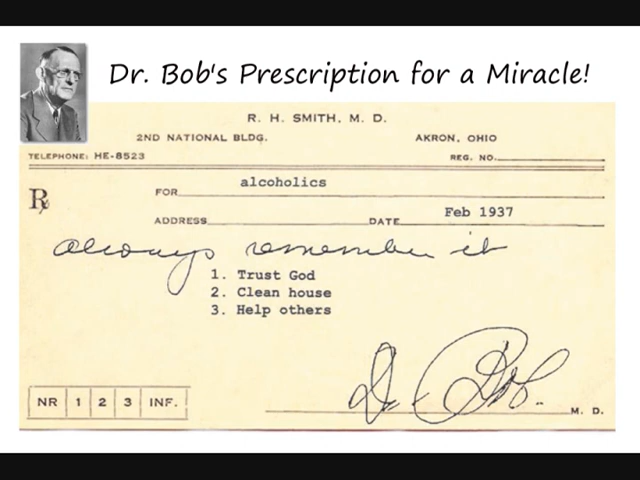 Dr. Bob's Prescription for a Miracle!
R. H. SMITH, M. D.
2ND NATIONAL BLDG. AKRON, OHIO
TELEPHONE: HE-8523 REG. NO.
Rx
FOR alcoholics
ADDRESS DATE Feb 1937
always remember it
1. Trust God
2. Clean house
3. Help others
Dr. Bob. M. D.
NR 1 2 3 INF.